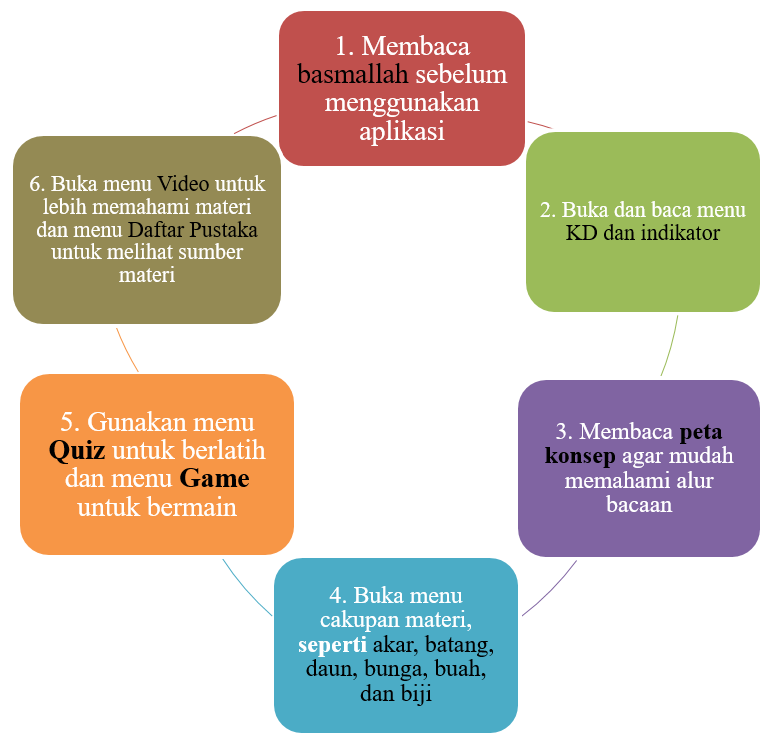 1. Membaca
basmallah sebelum
menggunakan
aplikasi
2. Buka dan baca menu
KD dan indikator
3. Membaca peta
konsep agar mudah
memahami alur
bacaan
4. Buka menu
cakupan materi,
seperti akar, batang,
daun, bunga, buah,
dan biji
5. Gunakan menu
Quiz untuk berlatih
dan menu Game
untuk bermain
6. Buka menu Video untuk
lebih memahami materi
dan menu Daftar Pustaka
untuk melihat sumber
materi